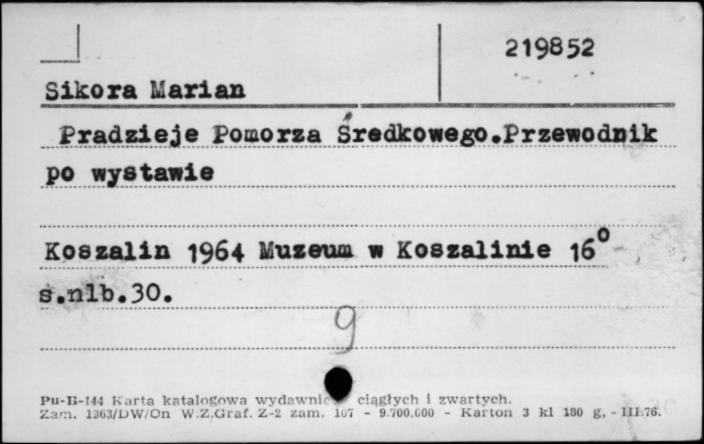 219852
Sikora Marian
Pradzieje Pomorza Średkowego.Przewodnik
po wystawie
Koszalin 1964 Muzeum w Koszalinie 16°
s.nlb.30.
9
Pu-B-144 Karta katalogowa wydawnic ciągłych i zwartych.
Zam. 1963/DW/On W.Z.Graf. Z-2 zam. 107 - 9.700.000 - Karton 3 kl 180 g. - III.76.